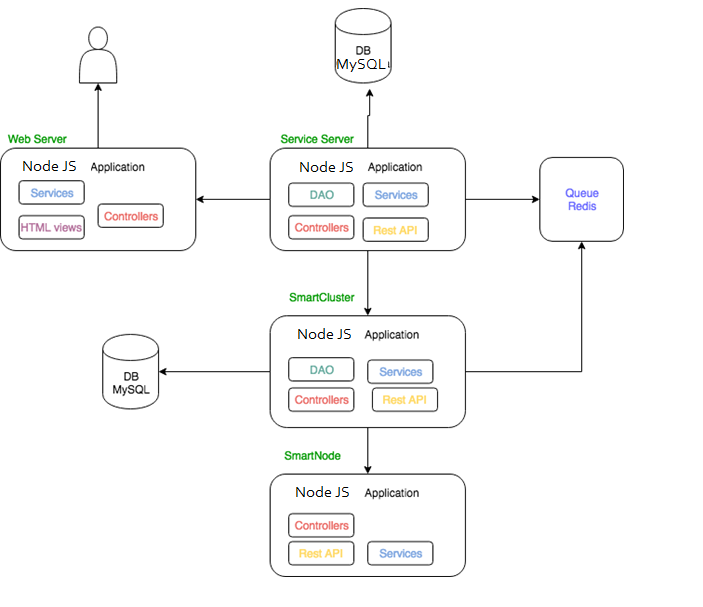 DB
MySQL
Web Server
Node JS Application
Services
Controllers
HTML views
Service Server
Node JS Application
DAO Services
Controllers Rest API
Queue
Redis
SmartCluster
Node JS Application
DAO Services
Controllers Rest API
DB
MySQL
SmartNode
Node JS Application
Controllers
Rest API Services